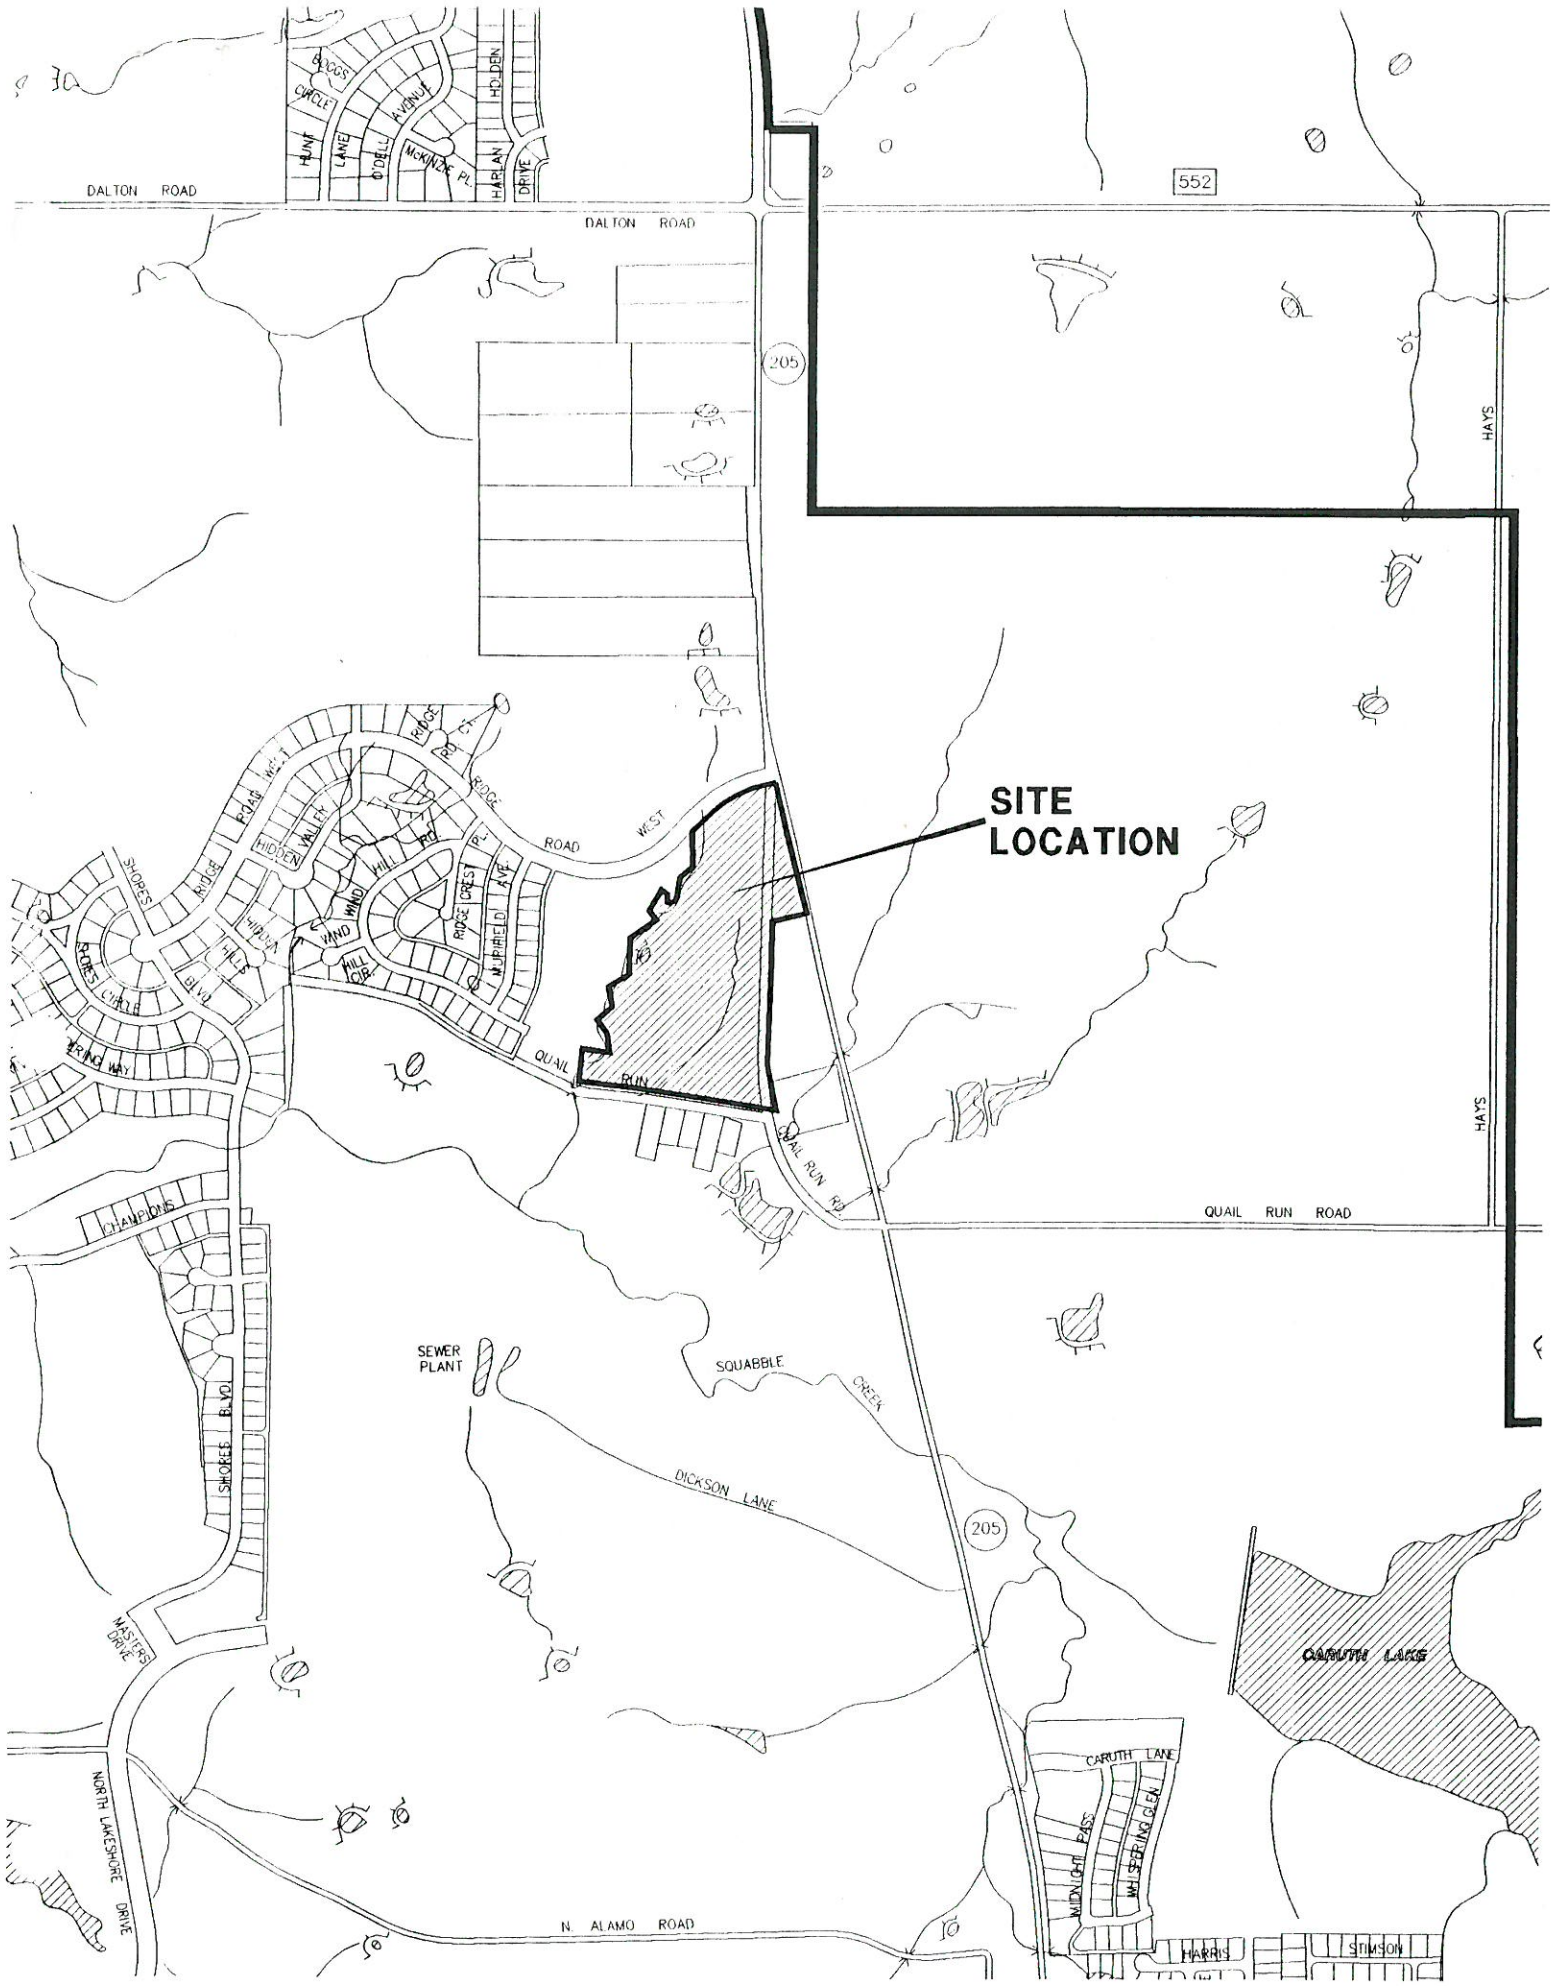 BOGGS
CIRCLE
HUNT
LANE
O'DELL
AVENUE
McKINZIE PL.
HARLAN
HOLDEN
DRIVE
DALTON ROAD
DALTON ROAD
552
205
HAYS
RIDGE
RD.
CT.
RIDGE
ROAD
WEST
RIDGE
ROAD WEST
HIDDEN
VALLEY
WIND
HILL
RD.
PL.
RIDGE CREST
MUIRFIELD AVE.
WIND
HILL
CIR.
SHORES
HILLS
BLVD
SHORES
CIRCLE
WAY
SITE
LOCATION
QUAIL
RUN
QUAIL RUN RD
HAYS
QUAIL RUN ROAD
CHAMPIONS
SEWER
PLANT
SQUABBLE
CREEK
SHORES BLVD
DICKSON LANE
205
MASTERS
DRIVE
CARUTH LAKE
CARUTH LANE
MIDNIGHT PASS
WHISPERING GLEN
NORTH LAKESHORE DRIVE
N. ALAMO ROAD
HARRIS
STIMSON